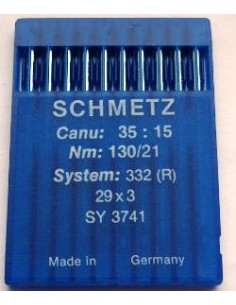 SCHMETZ
Canu: 35 : 15
Nm: 130/21
System: 332 (R)
29 x 3
SY 3741
Made in Germany